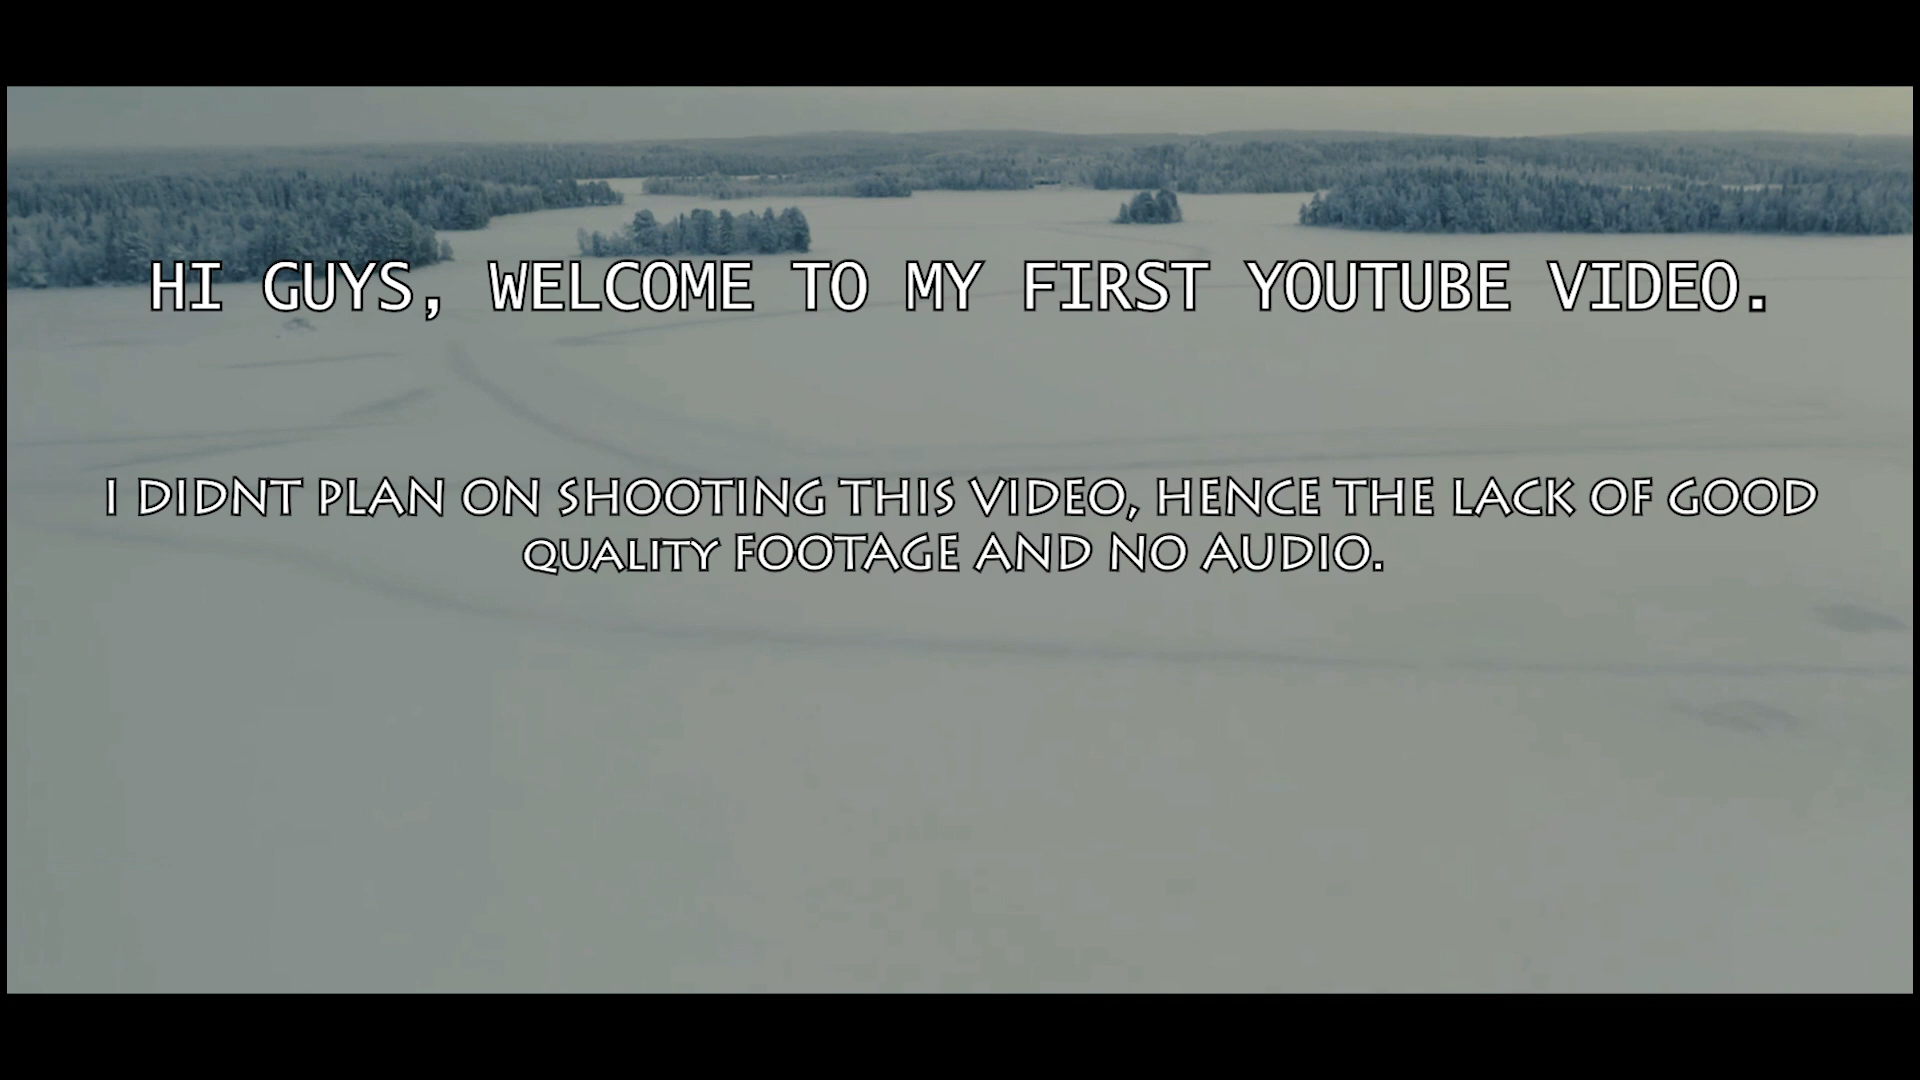 HI GUYS, WELCOME TO MY FIRST YOUTUBE VIDEO.
I DIDNT PLAN ON SHOOTING THIS VIDEO, HENCE THE LACK OF GOOD
QUALITY FOOTAGE AND NO AUDIO.